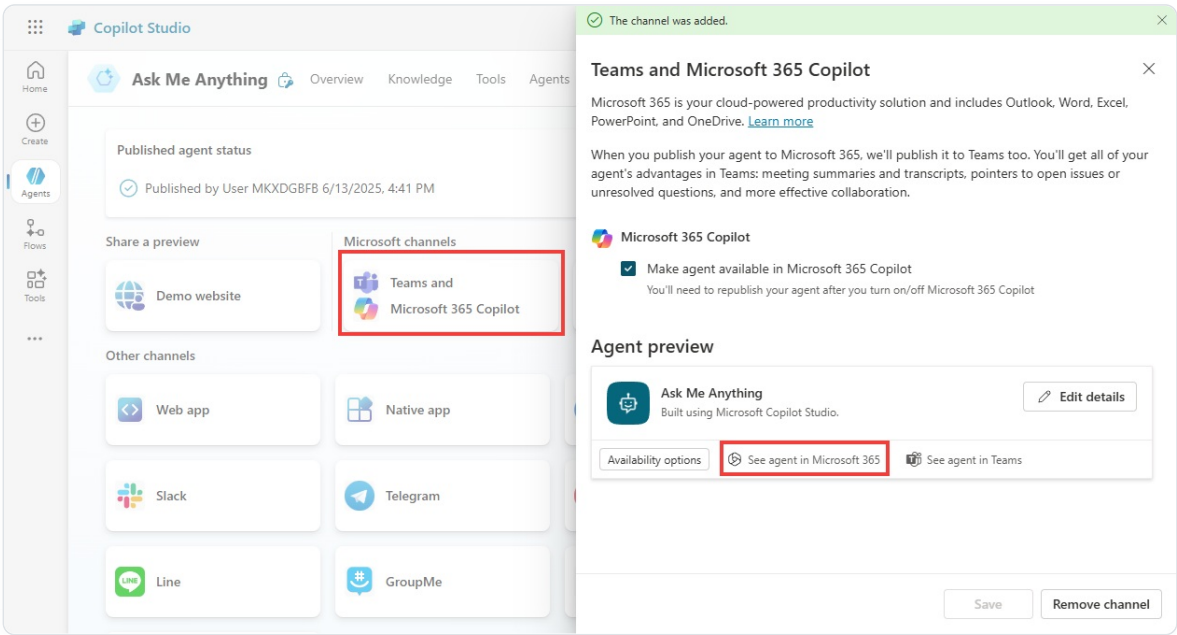 Copilot Studio
Home
Create
Agents
Flows
Tools
Ask Me Anything
Overview
Knowledge
Tools
Agents
Published agent status
Published by User MKXDGBFB 6/13/2025, 4:41 PM
Share a preview
Microsoft channels
Demo website
Teams and
Microsoft 365 Copilot
Other channels
Web app
Native app
Slack
Telegram
LINE
Line
GroupMe
The channel was added.
Teams and Microsoft 365 Copilot
Microsoft 365 is your cloud-powered productivity solution and includes Outlook, Word, Excel,
PowerPoint, and OneDrive. Learn more
When you publish your agent to Microsoft 365, we'll publish it to Teams too. You'll get all of your
agent's advantages in Teams: meeting summaries and transcripts, pointers to open issues or
unresolved questions, and more effective collaboration.
Microsoft 365 Copilot
Make agent available in Microsoft 365 Copilot
You'll need to republish your agent after you turn on/off Microsoft 365 Copilot
Agent preview
Ask Me Anything
Built using Microsoft Copilot Studio.
Edit details
Availability options
See agent in Microsoft 365
See agent in Teams
Save
Remove channel